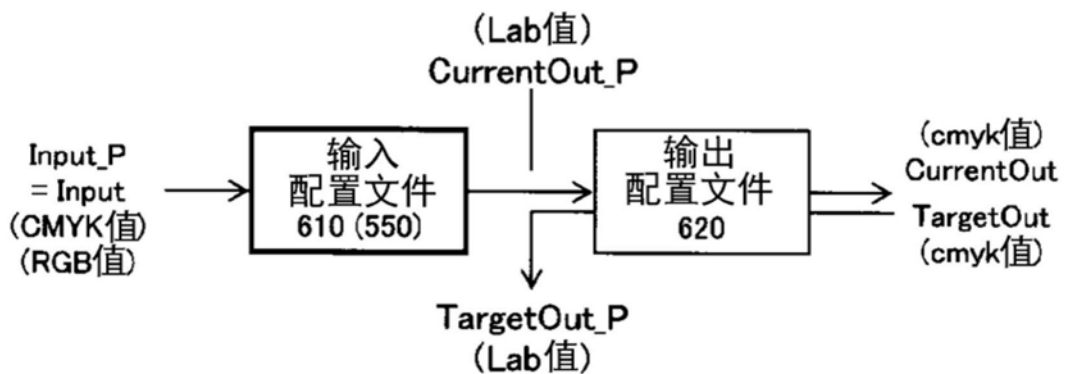 (Lab值)
CurrentOut_P
Input_P
= Input
(CMYK值)
(RGB值)
输入
配置文件
610 (550)
输出
配置文件
620
(cmyk值)
CurrentOut
TargetOut
(cmyk值)
TargetOut_P
(Lab值)